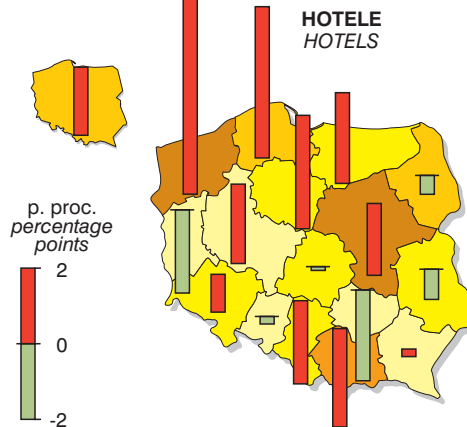 HOTELE
HOTELS
p. proc.
percentage
points
2
0
-2